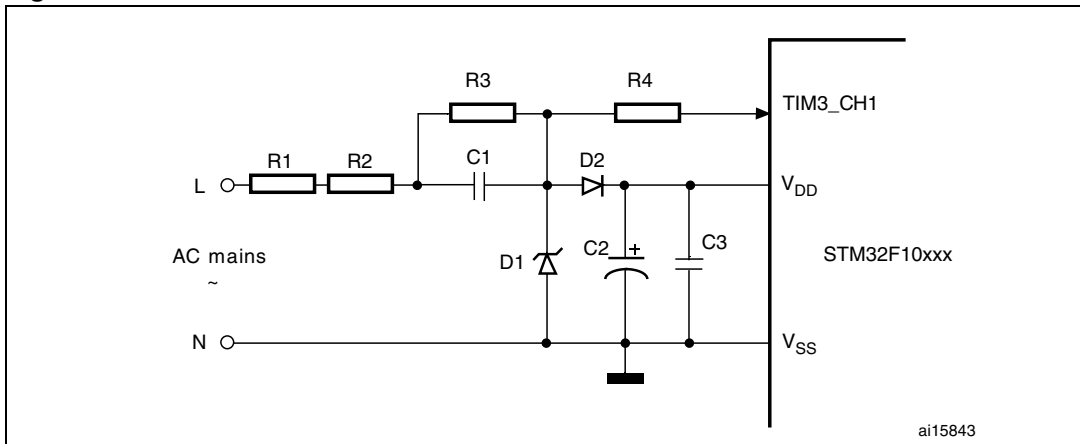 R3
R4
TIM3_CH1
R1
R2
C1
D2
L
VDD
AC mains
~
D1
C2
+
C3
STM32F10xxx
N
VSS
ai15843